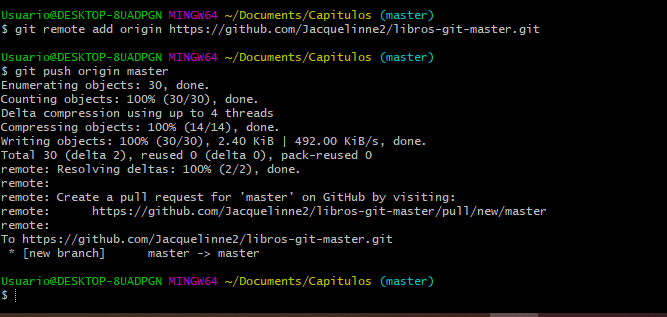 Usuario@DESKTOP-8UADPGN MINGW64 ~/Documents/Capitulos (master)
$ git remote add origin https://github.com/Jacquelinne2/libros-git-master.git
Usuario@DESKTOP-8UADPGN MINGW64 ~/Documents/Capitulos (master)
$ git push origin master
Enumerating objects: 30, done.
Counting objects: 100% (30/30), done.
Delta compression using up to 4 threads
Compressing objects: 100% (14/14), done.
Writing objects: 100% (30/30), 2.40 KiB | 492.00 KiB/s, done.
Total 30 (delta 2), reused 0 (delta 0), pack-reused 0
remote: Resolving deltas: 100% (2/2), done.
remote:
remote: Create a pull request for 'master' on GitHub by visiting:
remote:      https://github.com/Jacquelinne2/libros-git-master/pull/new/master
remote:
To https://github.com/Jacquelinne2/libros-git-master.git
 * [new branch]      master -> master
Usuario@DESKTOP-8UADPGN MINGW64 ~/Documents/Capitulos (master)
$